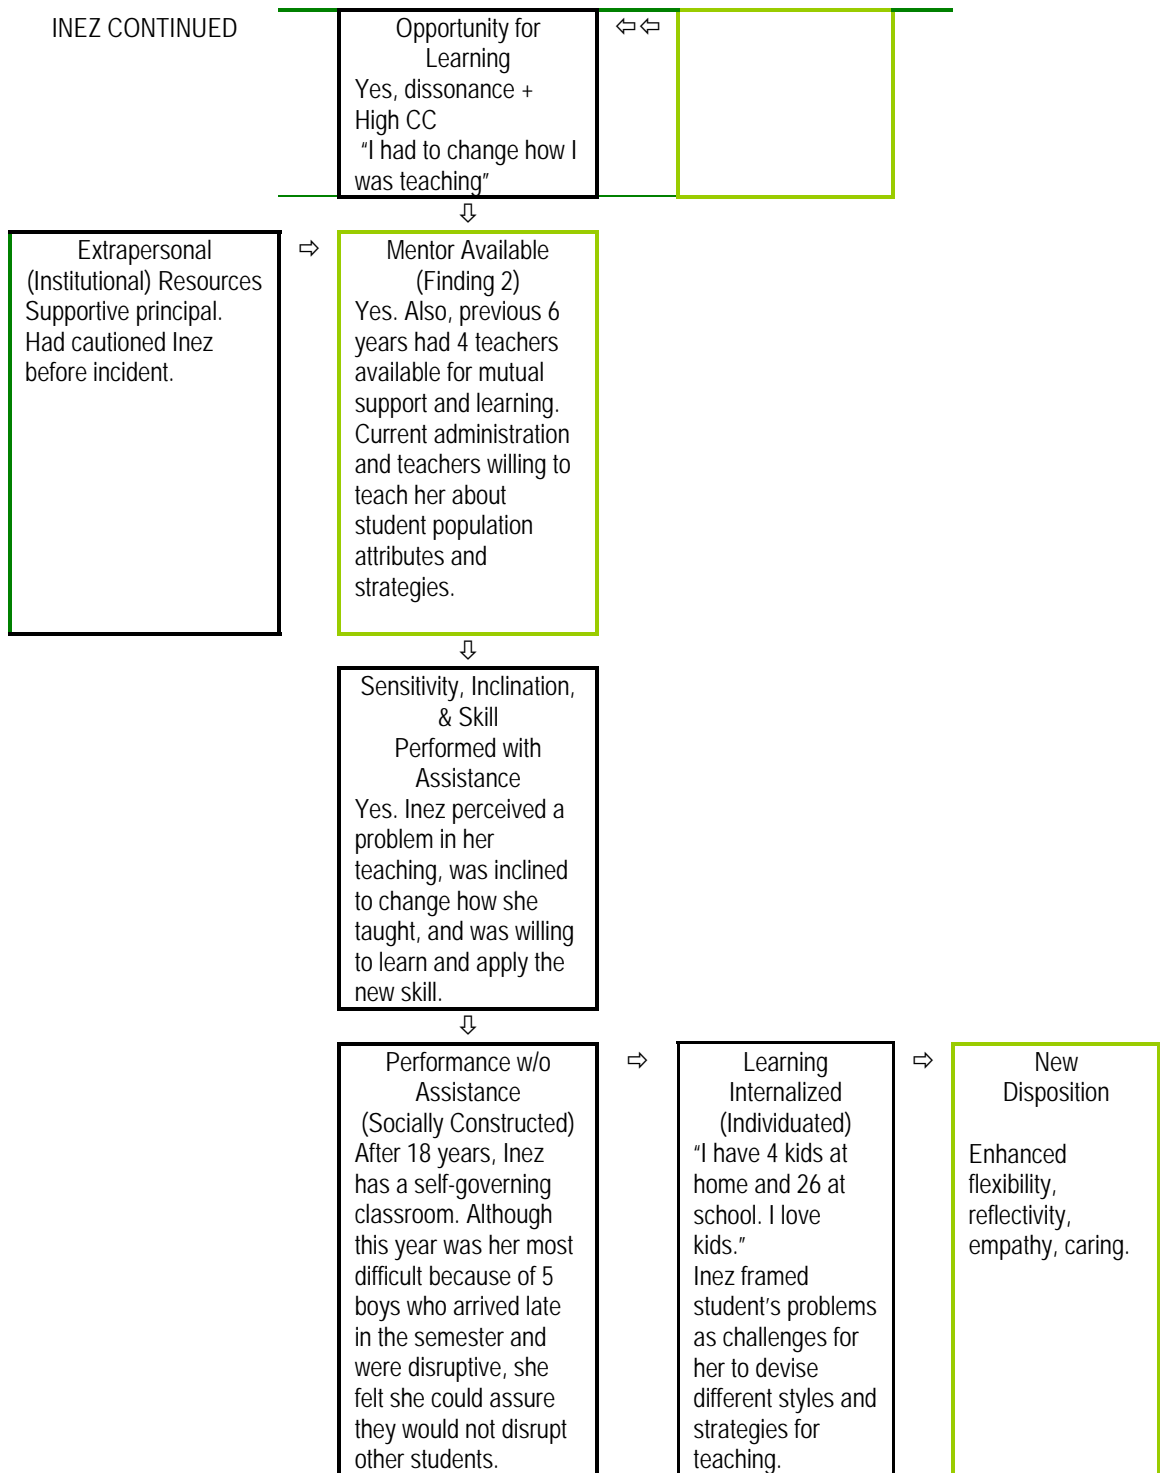 INEZ CONTINUED
Opportunity for
Learning
Yes, dissonance +
High CC
"I had to change how I
was teaching"
⇦⇦
⇩
Extrapersonal
(Institutional) Resources
Supportive principal.
Had cautioned Inez
before incident.
⇨
Mentor Available
(Finding 2)
Yes. Also, previous 6
years had 4 teachers
available for mutual
support and learning.
Current administration
and teachers willing to
teach her about
student population
attributes and
strategies.
⇩
Sensitivity, Inclination,
& Skill
Performed with
Assistance
Yes. Inez perceived a
problem in her
teaching, was inclined
to change how she
taught, and was willing
to learn and apply the
new skill.
⇩
Performance w/o
Assistance
(Socially Constructed)
After 18 years, Inez
has a self-governing
classroom. Although
this year was her most
difficult because of 5
boys who arrived late
in the semester and
were disruptive, she
felt she could assure
they would not disrupt
other students.
⇨
Learning
Internalized
(Individuated)
"I have 4 kids at
home and 26 at
school. I love
kids."
Inez framed
student's problems
as challenges for
her to devise
different styles and
strategies for
teaching.
⇨
New
Disposition
Enhanced
flexibility,
reflectivity,
empathy, caring.